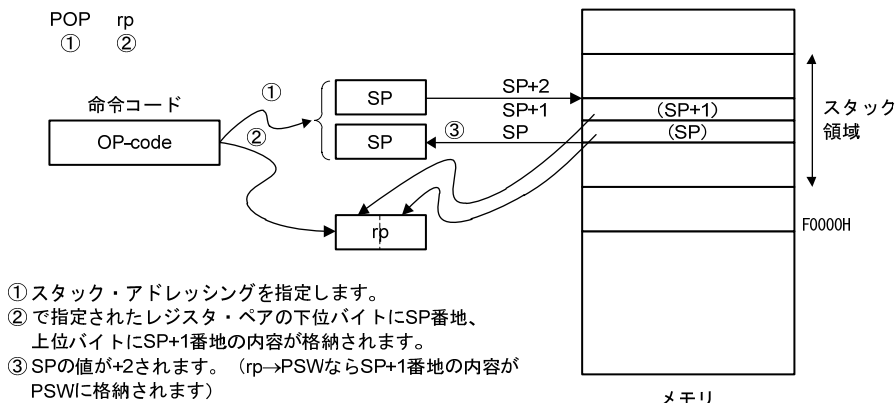 POP rp
① ②
命令コード
OP-code
①
②
SP
SP
③
SP+2
SP+1
SP
(SP+1)
(SP)
スタック
領域
rp
F0000H
①スタック・アドレッシングを指定します。
②で指定されたレジスタ・ペアの下位バイトにSP番地、
上位バイトにSP+1番地の内容が格納されます。
③SPの値が+2されます。（rp→PSWならSP+1番地の内容が
PSWに格納されます）
メモリ